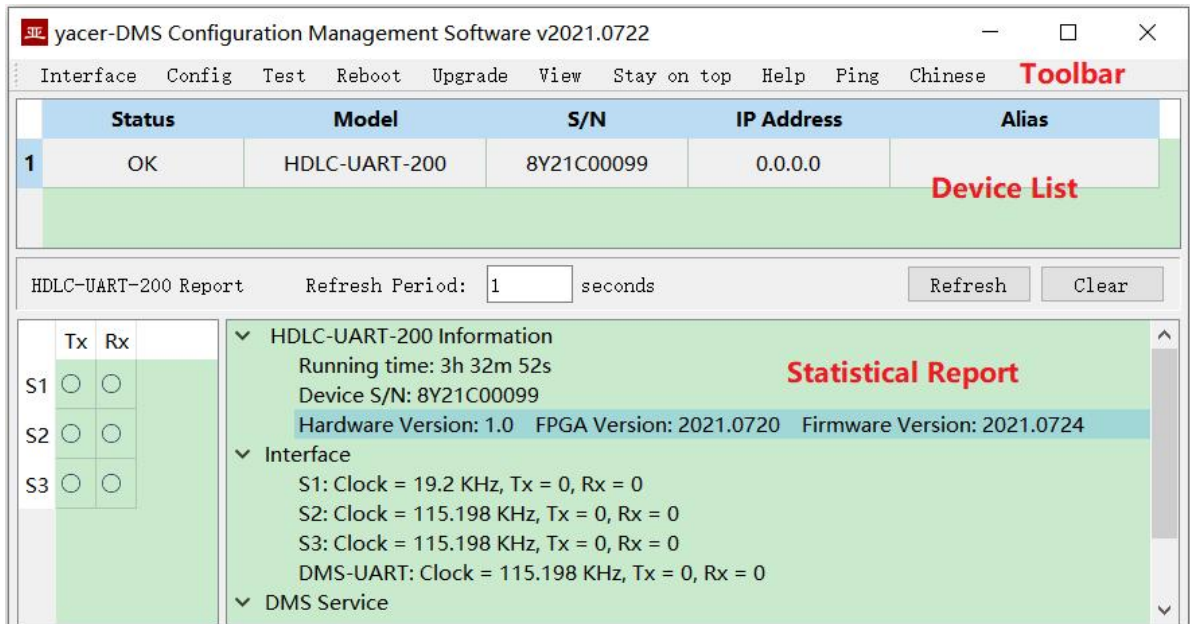 亚 yacer-DMS Configuration Management Software v2021.0722
Interface Config Test Reboot Upgrade View Stay on top Help Ping Chinese Toolbar
Status Model S/N IP Address Alias
1 OK HDLC-UART-200 8Y21C00099 0.0.0.0
Device List
HDLC-UART-200 Report Refresh Period: 1 seconds Refresh Clear
Tx Rx
S1
S2
S3
HDLC-UART-200 Information
Running time: 3h 32m 52s
Statistical Report
Device S/N: 8Y21C00099
Hardware Version: 1.0 FPGA Version: 2021.0720 Firmware Version: 2021.0724
Interface
S1: Clock = 19.2 KHz, Tx = 0, Rx = 0
S2: Clock = 115.198 KHz, Tx = 0, Rx = 0
S3: Clock = 115.198 KHz, Tx = 0, Rx = 0
DMS-UART: Clock = 115.198 KHz, Tx = 0, Rx = 0
DMS Service